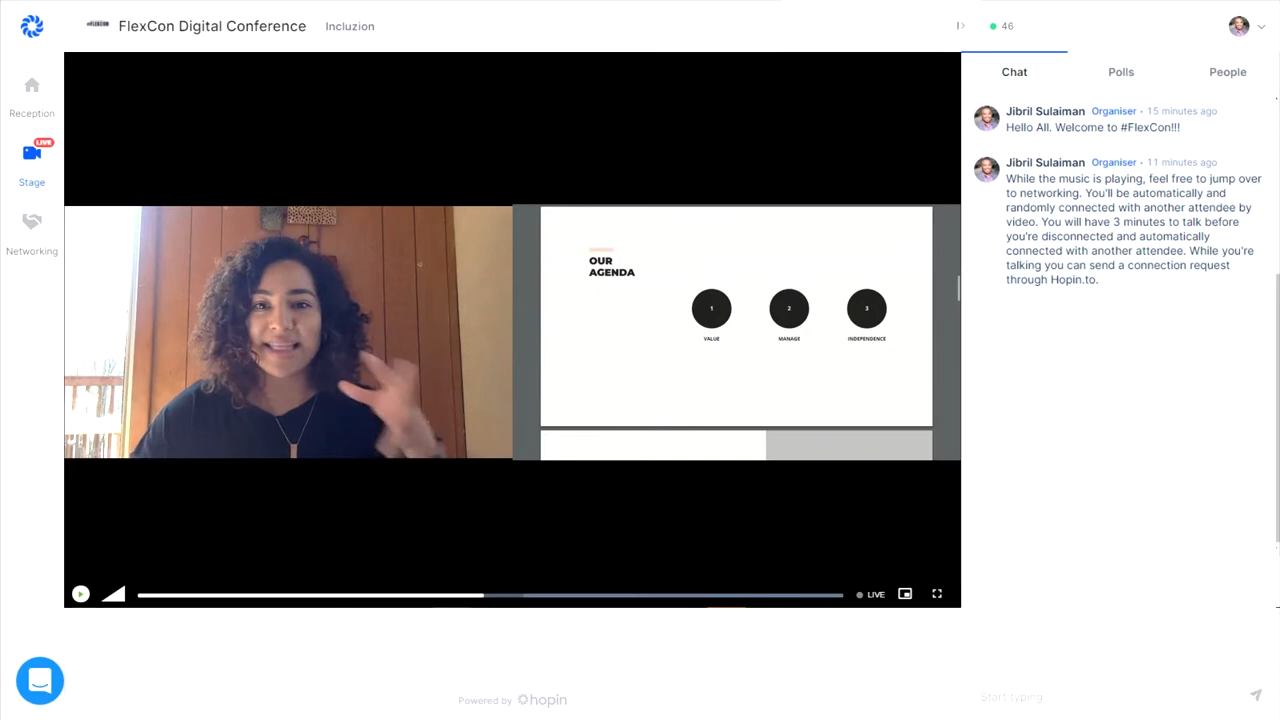 #FLEXCON
FlexCon Digital Conference
Incluzion
46
Reception
LIVE
Stage
Networking
OUR
AGENDA
1
2
3
VALUE
MANAGE
INDEPENDENCE
LIVE
Powered by hopin
Chat
Polls
People
Jibril Sulaiman Organiser • 15 minutes ago
Hello All. Welcome to #FlexCon!!!
Jibril Sulaiman Organiser • 11 minutes ago
While the music is playing, feel free to jump over
to networking. You'll be automatically and
randomly connected with another attendee by
video. You will have 3 minutes to talk before
you're disconnected and automatically
connected with another attendee. While you're
talking you can send a connection request
through Hopin.to.
Start typing